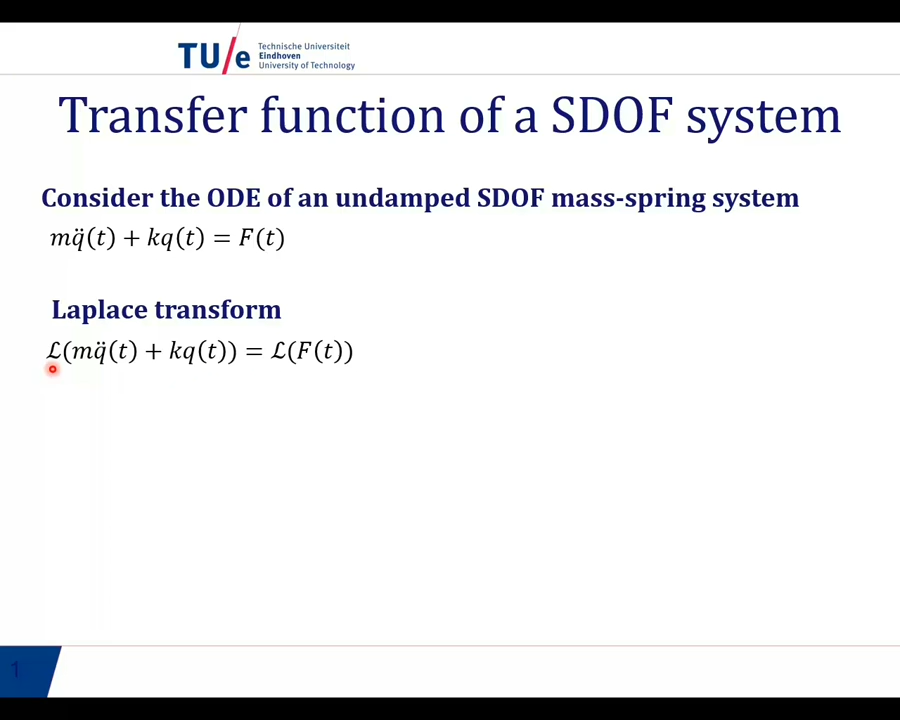 TU/e Technische Universiteit
Eindhoven
University of Technology
Transfer function of a SDOF system
Consider the ODE of an undamped SDOF mass-spring system
mq̈(t) + kq(t) = F(t)
Laplace transform
ℒ(mq̈(t) + kq(t)) = ℒ(F(t))
1